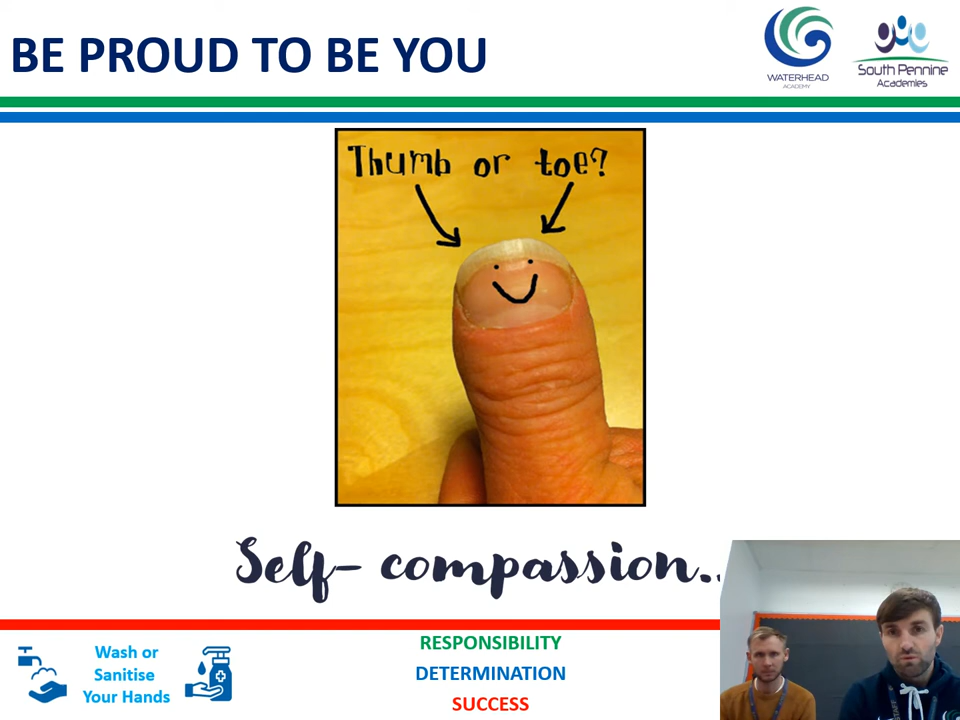 BE PROUD TO BE YOU
WATERHEAD
ACADEMY
South Pennine
Academies
Thumb or toe?
Self- compassion..
Wash or
Sanitise
Your Hands
RESPONSIBILITY
DETERMINATION
SUCCESS